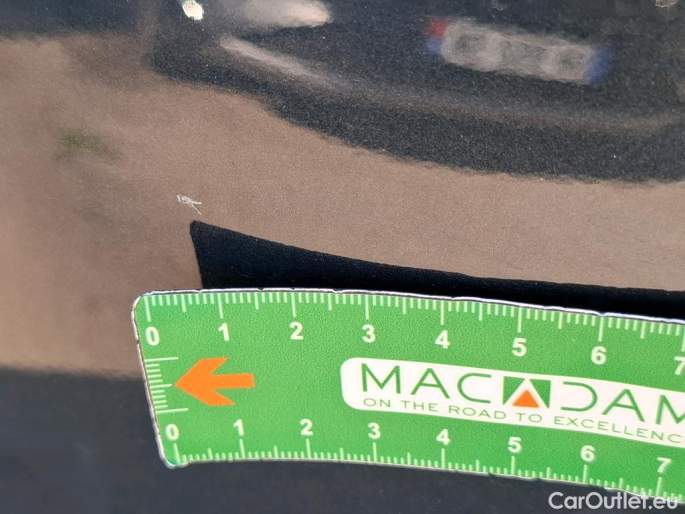 0 1 2 3 4 5 6 7
MACADAM
ON THE ROAD TO EXCELLENC
0 1 2 3 4 5 6 7
CarOutlet.eu